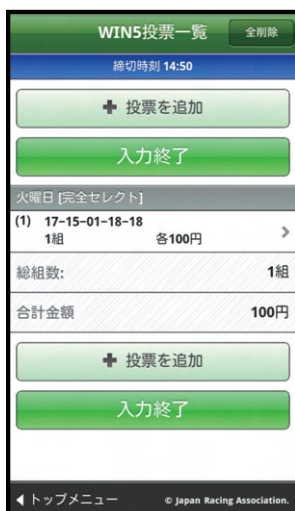 WIN5投票一覧 全削除
締切時刻 14:50
✚ 投票を追加
入力終了
火曜日 [完全セレクト]
(1) 17-15-01-18-18
1組 各100円
総組数: 1組
合計金額 100円
✚ 投票を追加
入力終了
◀ トップメニュー © Japan Racing Association.